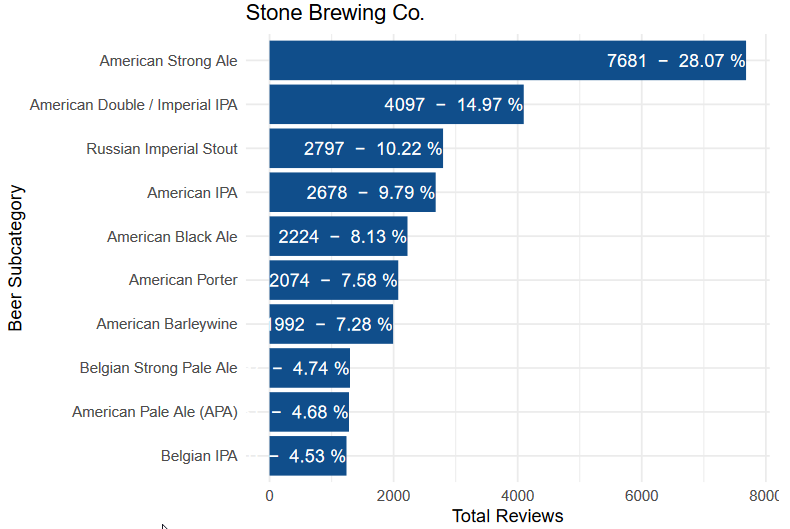 Stone Brewing Co.
American Strong Ale 7681 – 28.07 %
American Double / Imperial IPA 4097 – 14.97 %
Russian Imperial Stout 2797 – 10.22 %
American IPA 2678 – 9.79 %
American Black Ale 2224 – 8.13 %
American Porter 2074 – 7.58 %
American Barleywine 1992 – 7.28 %
Belgian Strong Pale Ale – 4.74 %
American Pale Ale (APA) – 4.68 %
Belgian IPA – 4.53 %
0 2000 4000 6000 8000
Total Reviews
Beer Subcategory